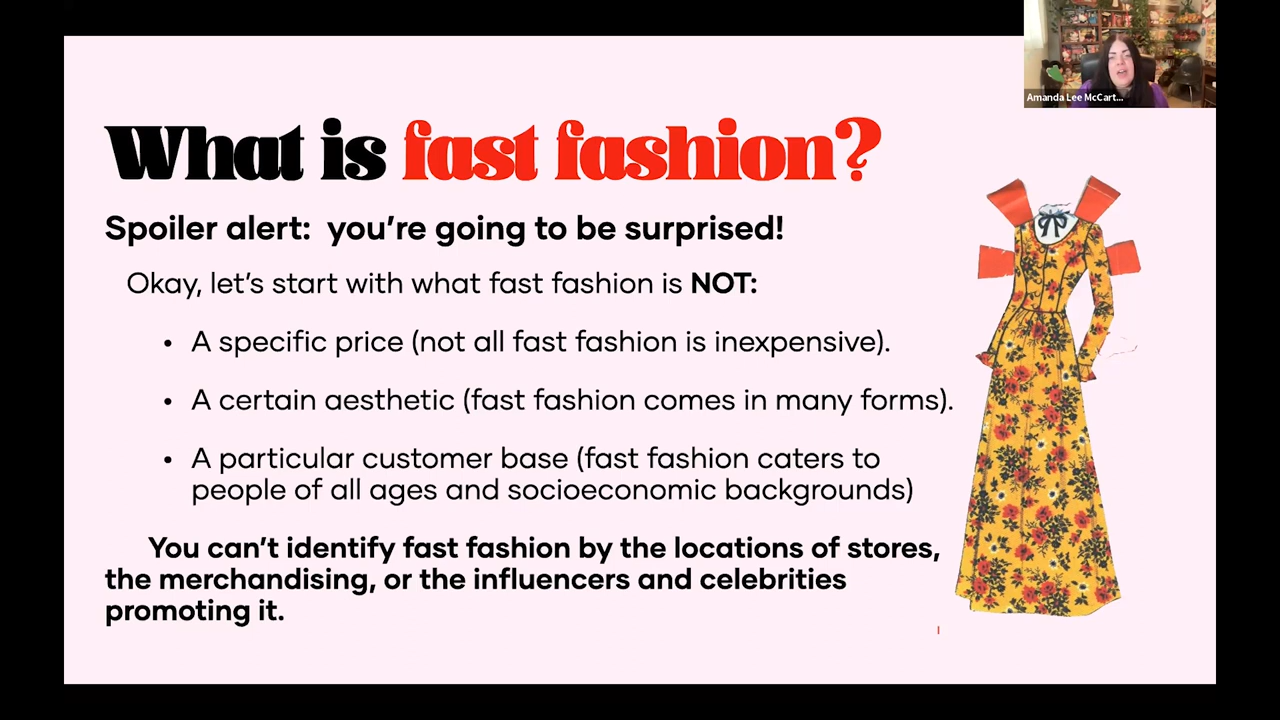 Amanda Lee McCart...
What is fast fashion?
Spoiler alert:  you're going to be surprised!
Okay, let's start with what fast fashion is NOT:
• A specific price (not all fast fashion is inexpensive).
• A certain aesthetic (fast fashion comes in many forms).
• A particular customer base (fast fashion caters to
people of all ages and socioeconomic backgrounds)
You can't identify fast fashion by the locations of stores,
the merchandising, or the influencers and celebrities
promoting it.